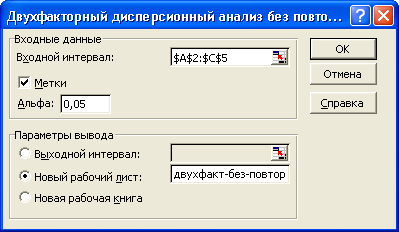 Двухфакторный дисперсионный анализ без повто...
Входные данные
Входной интервал: $A$2:$C$5
Метки
Альфа: 0,05
OK
Отмена
Справка
Параметры вывода
Выходной интервал:
Новый рабочий лист: двухфакт-без-повтор
Новая рабочая книга